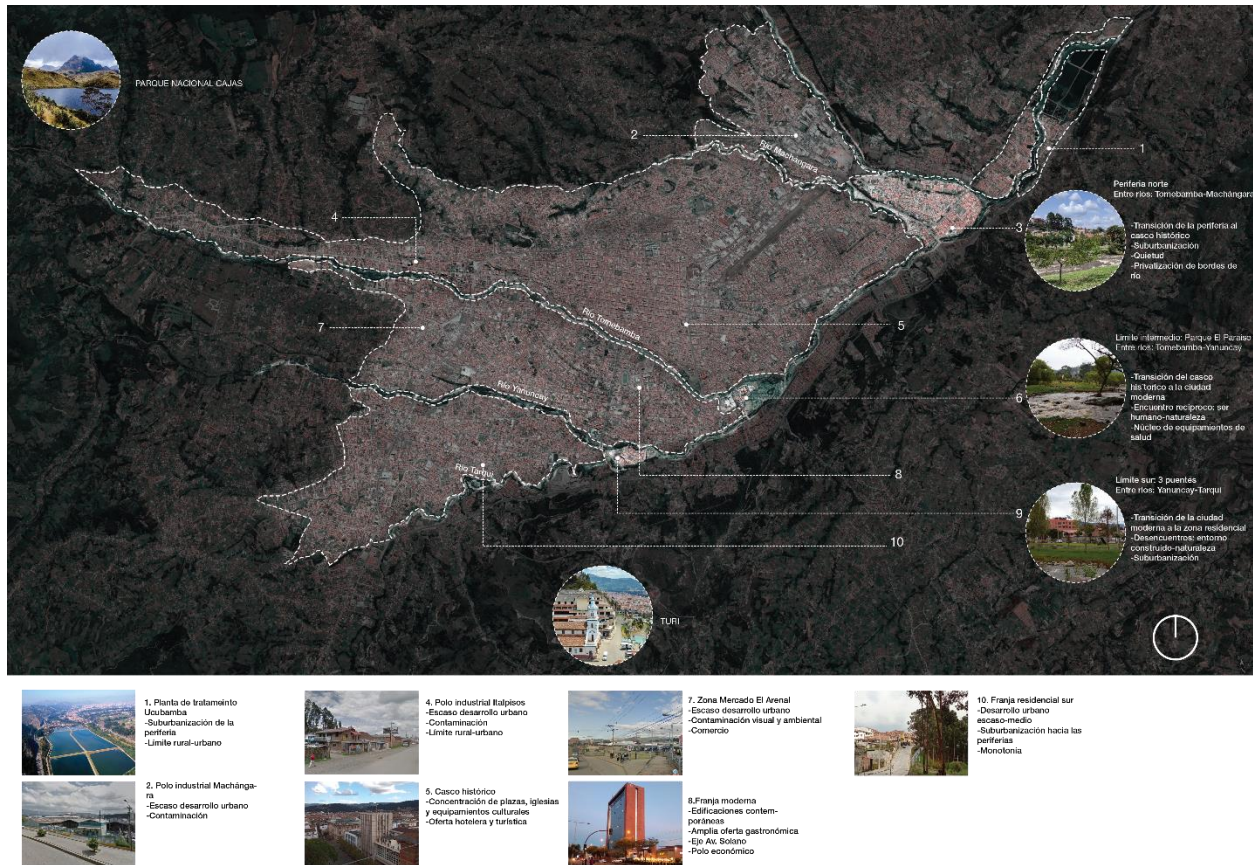 PARQUE NACIONAL CAJAS
2
Río Machángara
1
Periferia norte
Entre ríos: Tomebamba-Machángara
4
3
-Transición de la periferia al
casco histórico
-Suburbanización
-Quietud
-Privatización de bordes de
río
7
Río Tomebamba
5
Límite intermedio: Parque El Paraíso
Entre ríos: Tomebamba-Yanuncay
Río Yanuncay
6
-Transición del casco
histórico a la ciudad
moderna
-Encuentro recíproco: ser
humano-naturaleza
-Núcleo de equipamientos de
salud
Río Tarqui
8
Límite sur: 3 puentes
Entre ríos: Yanuncay-Tarqui
9
-Transición de la ciudad
moderna a la zona residencial
-Desencuentros: entorno
construido-naturaleza
-Suburbanización
10
TURI
1. Planta de tratameinto
Ucubamba
-Suburbanización de la
periferia
-Límite rural-urbano
2. Polo industrial Machánga-
ra
-Escaso desarrollo urbano
-Contaminación
4. Polo industrial Italpisos
-Escaso desarrollo urbano
-Contaminación
-Límite rural-urbano
5. Casco histórico
-Concentración de plazas, iglesias
y equipamientos culturales
-Oferta hotelera y turística
7. Zona Mercado El Arenal
-Escaso desarrollo urbano
-Contaminación visual y ambiental
-Comercio
8.Franja moderna
-Edificaciones contem-
poráneas
-Amplia oferta gastronómica
-Eje Av. Solano
-Polo económico
10. Franja residencial sur
-Desarrollo urbano
escaso-medio
-Suburbanización hacia las
periferias
-Monotonía